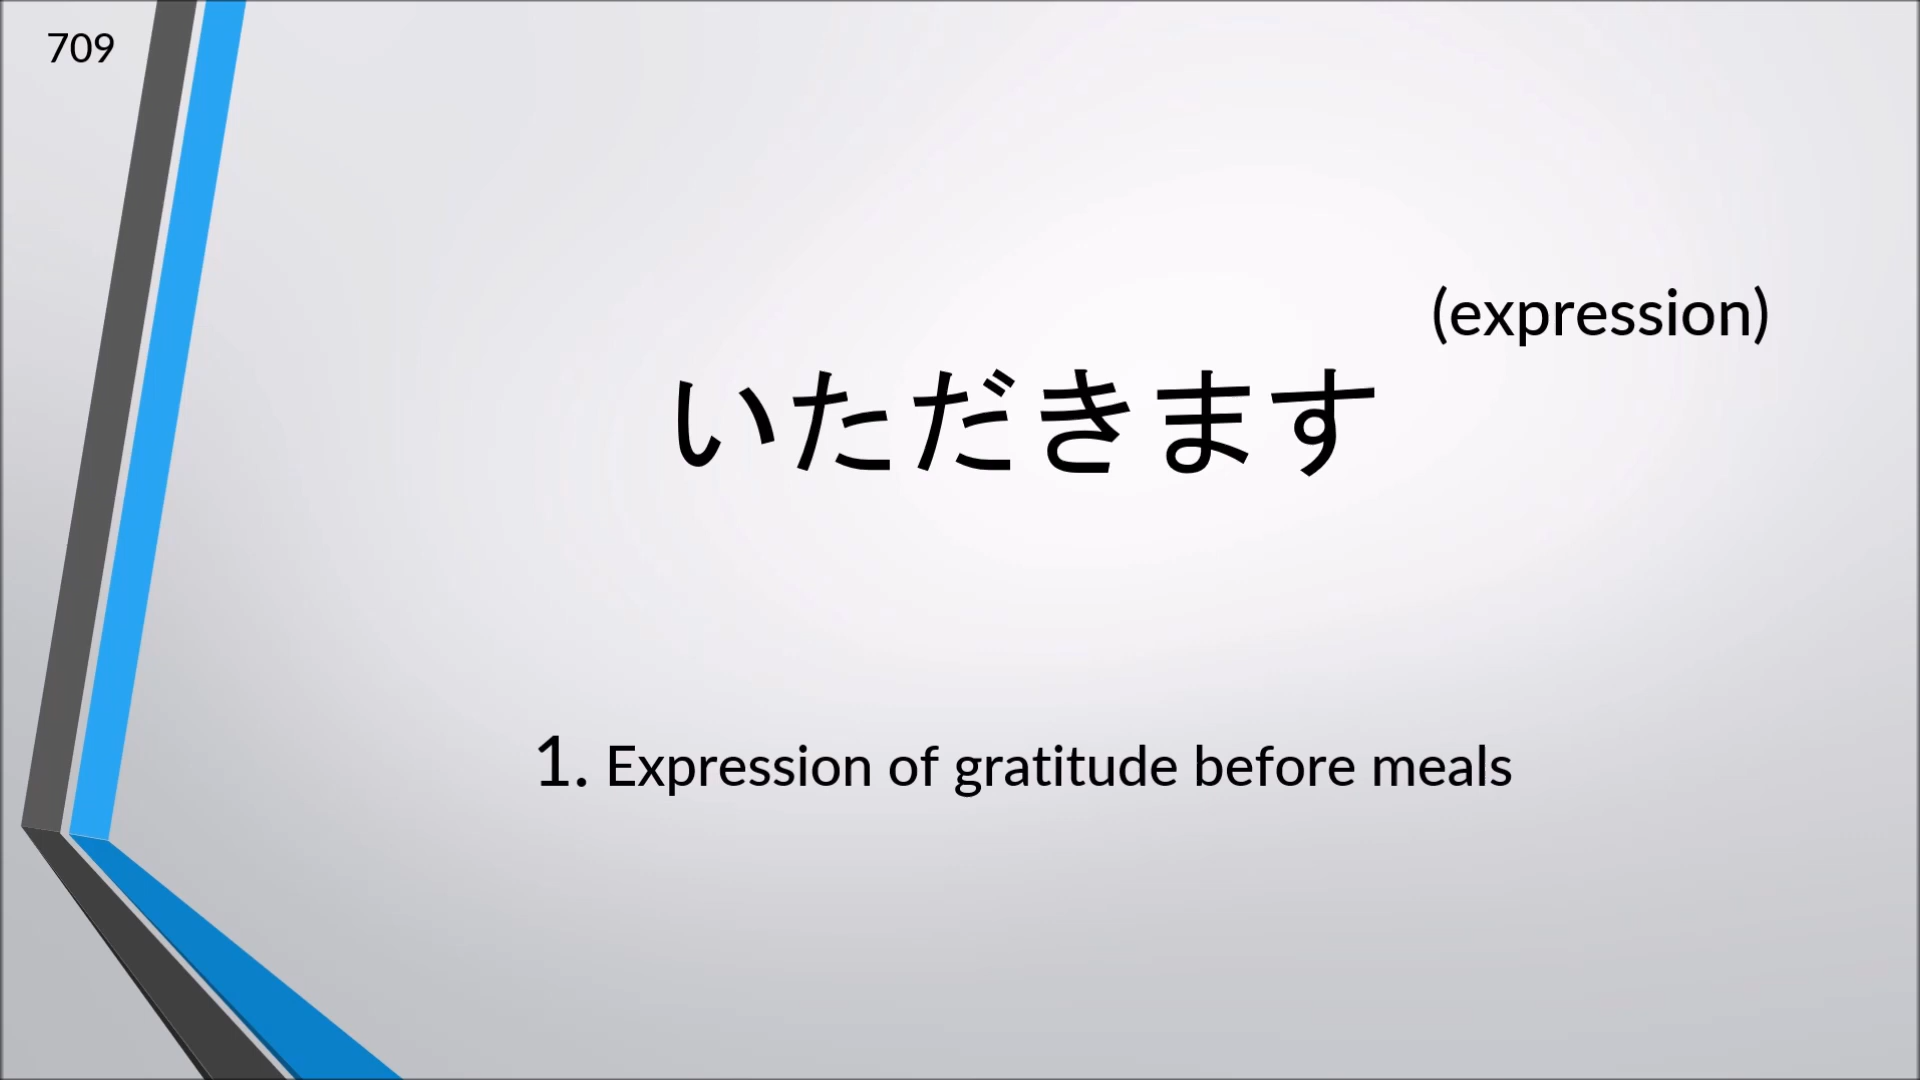 709
(expression)
いただきます
1. Expression of gratitude before meals